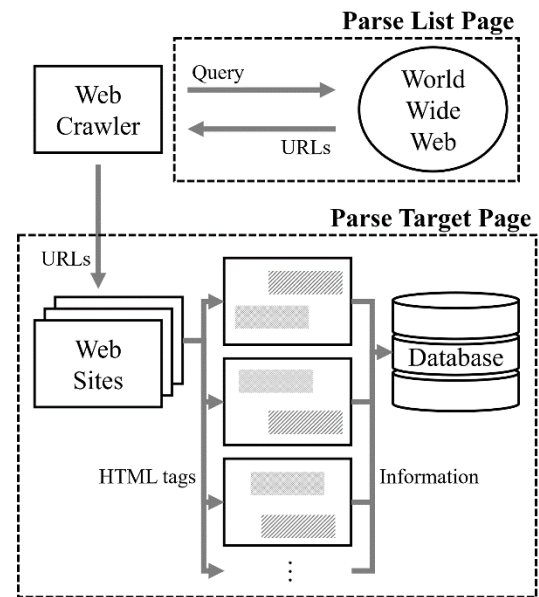 Parse List Page
Web
Crawler
Query
URLs
World
Wide
Web
Parse Target Page
URLs
Web
Sites
HTML tags
Information
Database
⋮